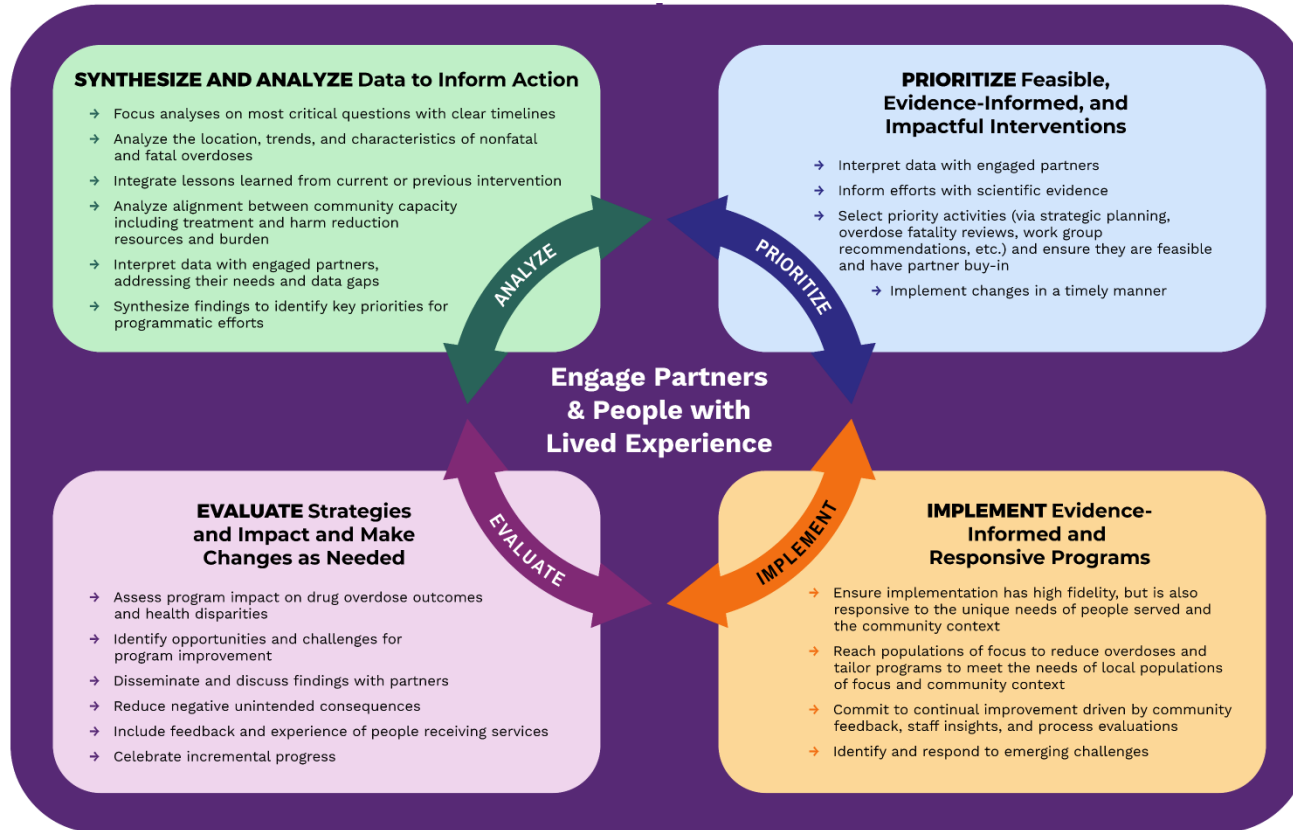 SYNTHESIZE AND ANALYZE Data to Inform Action
→ Focus analyses on most critical questions with clear timelines
→ Analyze the location, trends, and characteristics of nonfatal
and fatal overdoses
→ Integrate lessons learned from current or previous intervention
→ Analyze alignment between community capacity
including treatment and harm reduction
resources and burden
→ Interpret data with engaged partners,
addressing their needs and data gaps
→ Synthesize findings to identify key priorities for
programmatic efforts
PRIORITIZE Feasible,
Evidence-Informed, and
Impactful Interventions
→ Interpret data with engaged partners
→ Inform efforts with scientific evidence
→ Select priority activities (via strategic planning,
overdose fatality reviews, work group
recommendations, etc.) and ensure they are feasible
and have partner buy-in
→ Implement changes in a timely manner
ANALYZE
PRIORITIZE
Engage Partners
& People with
Lived Experience
EVALUATE
IMPLEMENT
EVALUATE Strategies
and Impact and Make
Changes as Needed
→ Assess program impact on drug overdose outcomes
and health disparities
→ Identify opportunities and challenges for
program improvement
→ Disseminate and discuss findings with partners
→ Reduce negative unintended consequences
→ Include feedback and experience of people receiving services
→ Celebrate incremental progress
IMPLEMENT Evidence-
Informed and
Responsive Programs
→ Ensure implementation has high fidelity, but is also
responsive to the unique needs of people served and
the community context
→ Reach populations of focus to reduce overdoses and
tailor programs to meet the needs of local populations
of focus and community context
→ Commit to continual improvement driven by community
feedback, staff insights, and process evaluations
→ Identify and respond to emerging challenges